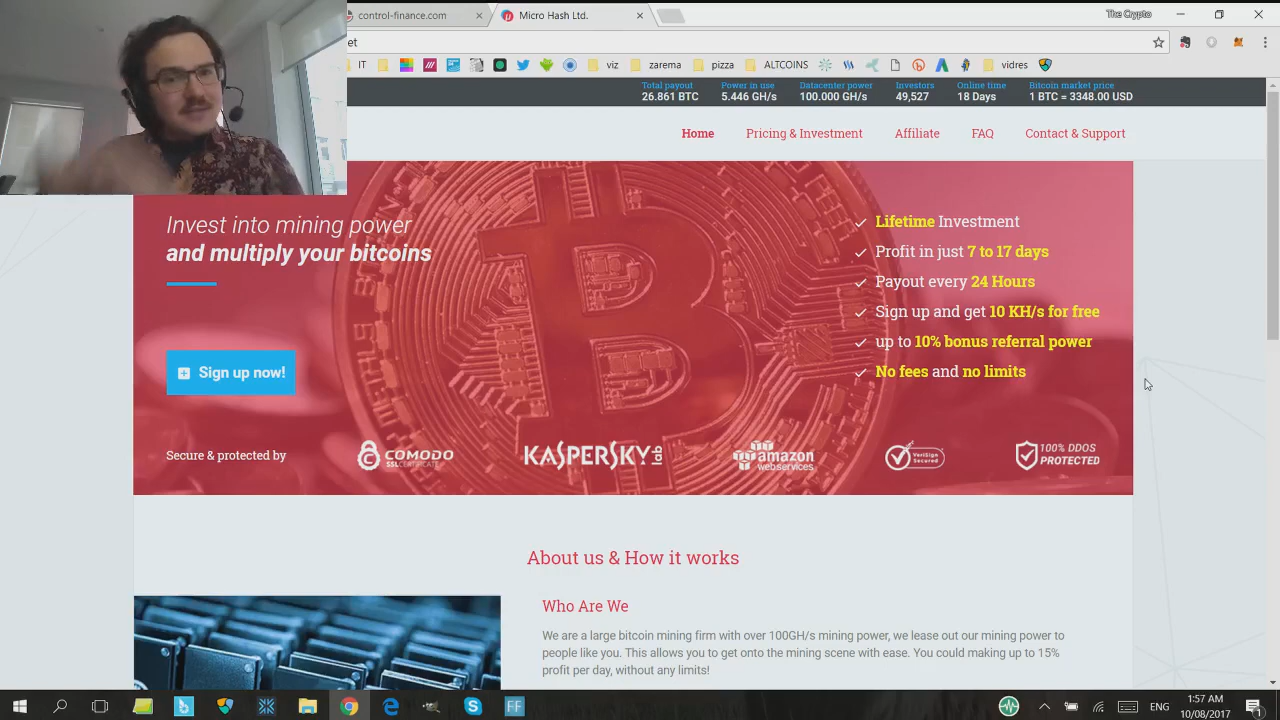 control-finance.com
Micro Hash Ltd.
The Crypto
et
IT
viz
zarema
pizza
ALTCOINS
vidres
Total payout
26.861 BTC
Power in use
5.446 GH/s
Datacenter power
100.000 GH/s
Investors
49,527
Online time
18 Days
Bitcoin market price
1 BTC = 3348.00 USD
Home
Pricing & Investment
Affiliate
FAQ
Contact & Support
Invest into mining power
and multiply your bitcoins
Sign up now!
Lifetime Investment
Profit in just 7 to 17 days
Payout every 24 Hours
Sign up and get 10 KH/s for free
up to 10% bonus referral power
No fees and no limits
Secure & protected by
COMODO
SSL CERTIFICATE
KASPERSKY lab
amazon
webservices
VeriSign
Secured
100% DDOS
PROTECTED
About us & How it works
Who Are We
We are a large bitcoin mining firm with over 100GH/s mining power, we lease out our mining power to
people like you. This allows you to get onto the mining scene with ease. You could making up to 15%
profit per day, without any limits!
FF
ENG
1:57 AM
10/08/2017